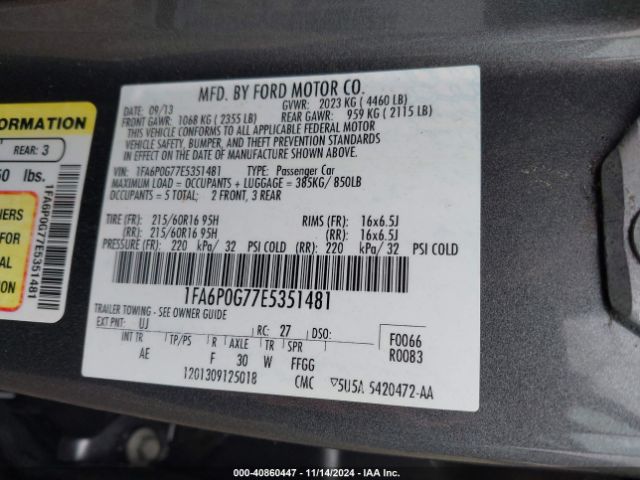 ORMATION
REAR: 3
50 lbs.
IERS
FOR
ATION
1FA6P0G77E5351481
MFD. BY FORD MOTOR CO.
DATE: 09/13 GVWR: 2023 KG ( 4460 LB)
FRONT GAWR: 1068 KG ( 2355 LB) REAR GAWR: 959 KG ( 2115 LB)
THIS VEHICLE CONFORMS TO ALL APPLICABLE FEDERAL MOTOR
VEHICLE SAFETY, BUMPER, AND THEFT PREVENTION STANDARDS
IN EFFECT ON THE DATE OF MANUFACTURE SHOWN ABOVE.
VIN: 1FA6P0G77E5351481 TYPE: Passenger Car
MAXIMUM LOAD = OCCUPANTS + LUGGAGE = 385KG/ 850LB
OCCUPANTS = 5 TOTAL; 2 FRONT, 3 REAR
TIRE (FR): 215/60R16 95H RIMS (FR): 16x6.5J
(RR): 215/60R16 95H (RR): 16x6.5J
PRESSURE (FR): 220 kPa/ 32 PSI COLD (RR): 220 kPa/ 32 PSI COLD
1FA6P0G77E5351481
TRAILER TOWING - SEE OWNER GUIDE
EXT PNT: UJ RC: 27 DSO: F0066
INT TR TP/PS R AXLE TR SPR R0083
AE F 30 W FFGG
1201309125018 CMC ▽5U5A 5420472-AA
000-40860447 - 11/14/2024 - IAA Inc.